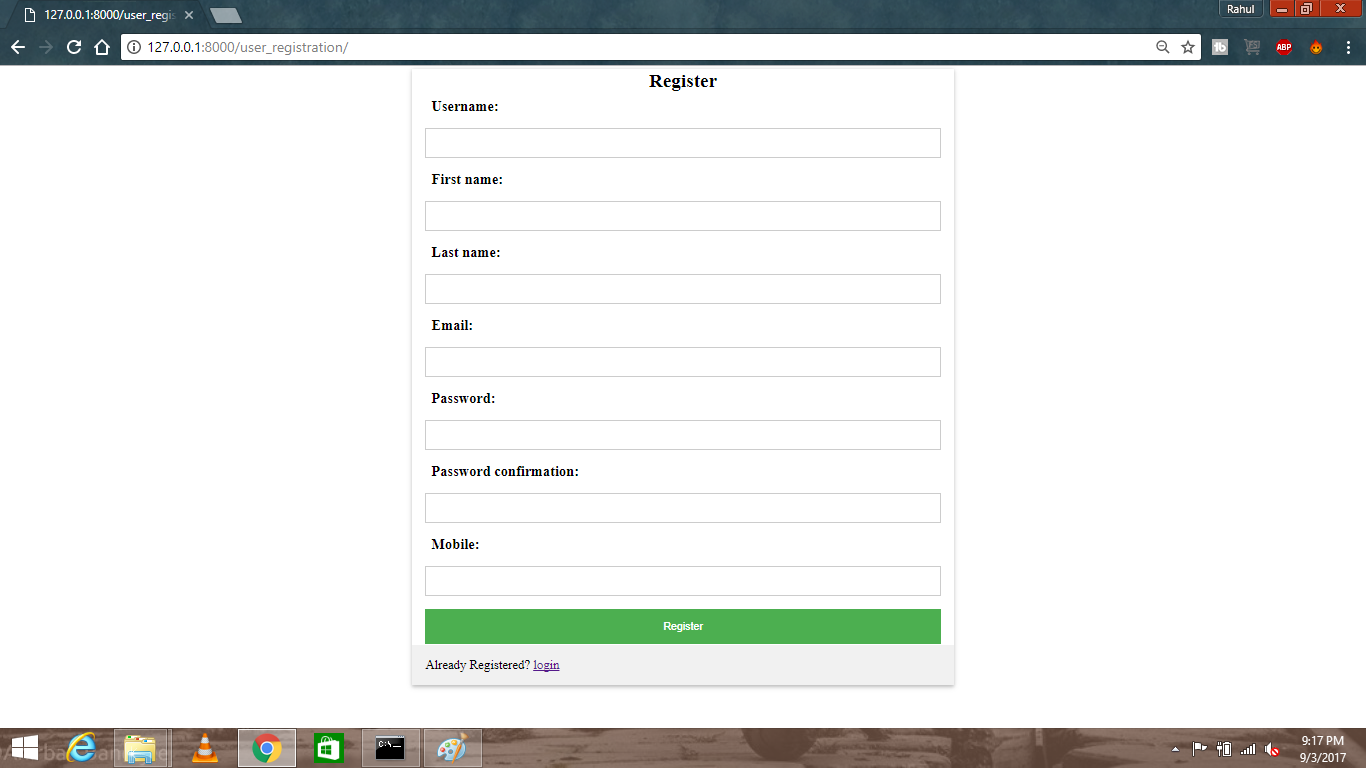 127.0.0.1:8000/user_regis
Rahul
127.0.0.1:8000/user_registration/
ABP
Register
Username:
First name:
Last name:
Email:
Password:
Password confirmation:
Mobile:
Register
Already Registered? login
C:\_
9:17 PM
9/3/2017